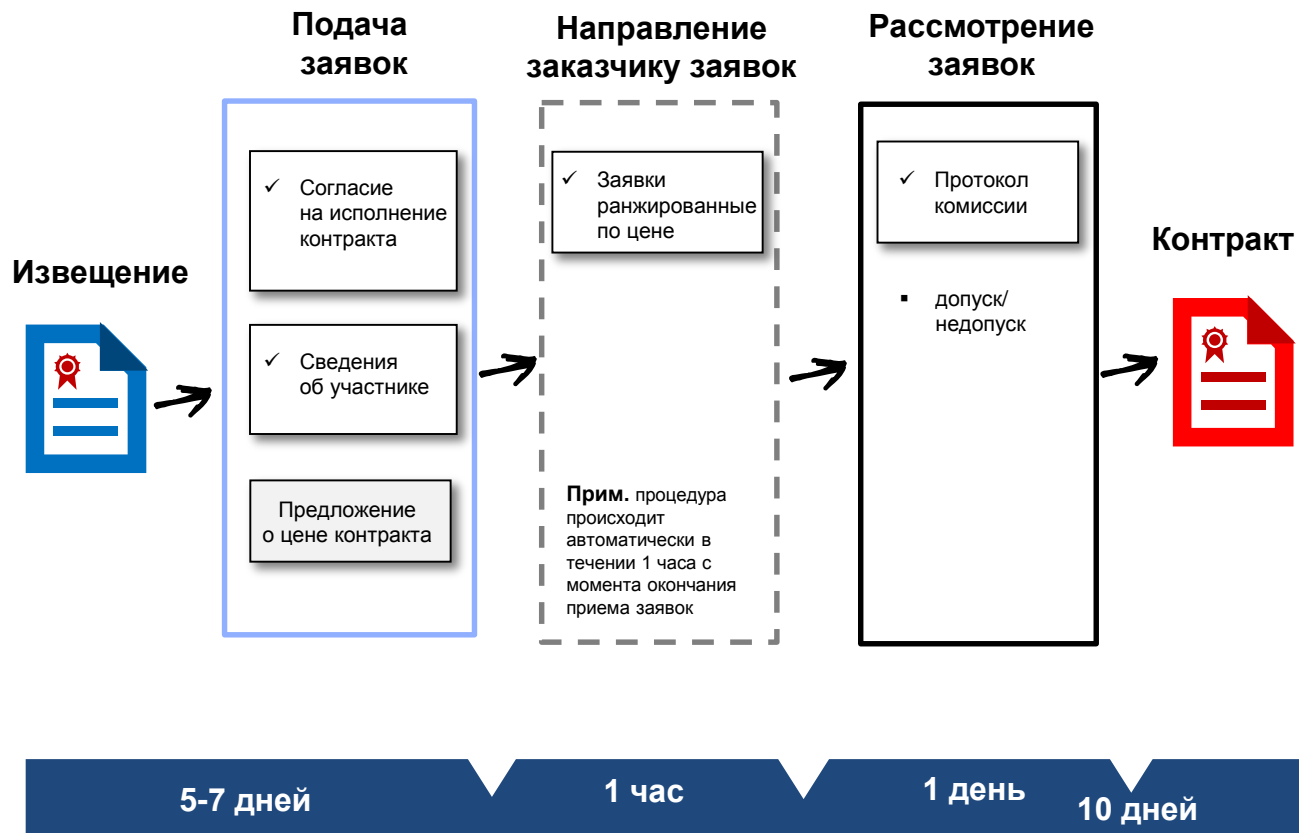 Извещение
Подача
заявок
✓ Согласие
на исполнение
контракта
✓ Сведения
об участнике
Предложение
о цене контракта
Направление
заказчику заявок
✓ Заявки
ранжированные
по цене
Прим. процедура
происходит
автоматически в
течении 1 часа с
момента окончания
приема заявок
Рассмотрение
заявок
✓ Протокол
комиссии
▪ допуск/
недопуск
Контракт
5-7 дней
1 час
1 день
10 дней